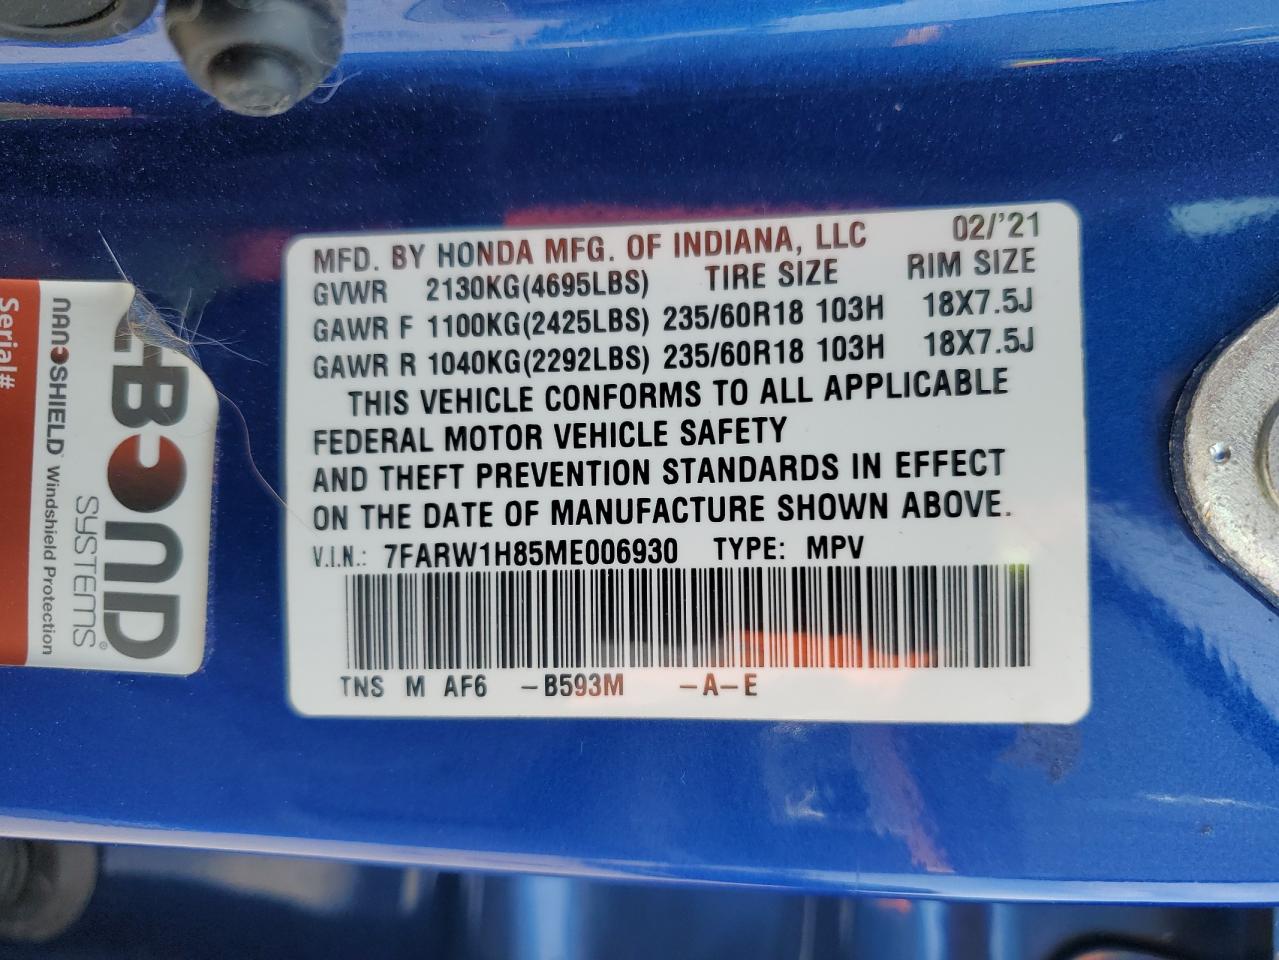 MFD. BY HONDA MFG. OF INDIANA, LLC 02/'21
GVWR 2130KG(4695LBS) TIRE SIZE RIM SIZE
GAWR F 1100KG(2425LBS) 235/60R18 103H 18X7.5J
GAWR R 1040KG(2292LBS) 235/60R18 103H 18X7.5J
THIS VEHICLE CONFORMS TO ALL APPLICABLE
FEDERAL MOTOR VEHICLE SAFETY
AND THEFT PREVENTION STANDARDS IN EFFECT
ON THE DATE OF MANUFACTURE SHOWN ABOVE.
V.I.N.: 7FARW1H85ME006930 TYPE: MPV
TNS M AF6 -B593M -A-E
SYSTEMS®
NANOSHIELD Windshield Protection
Serial#